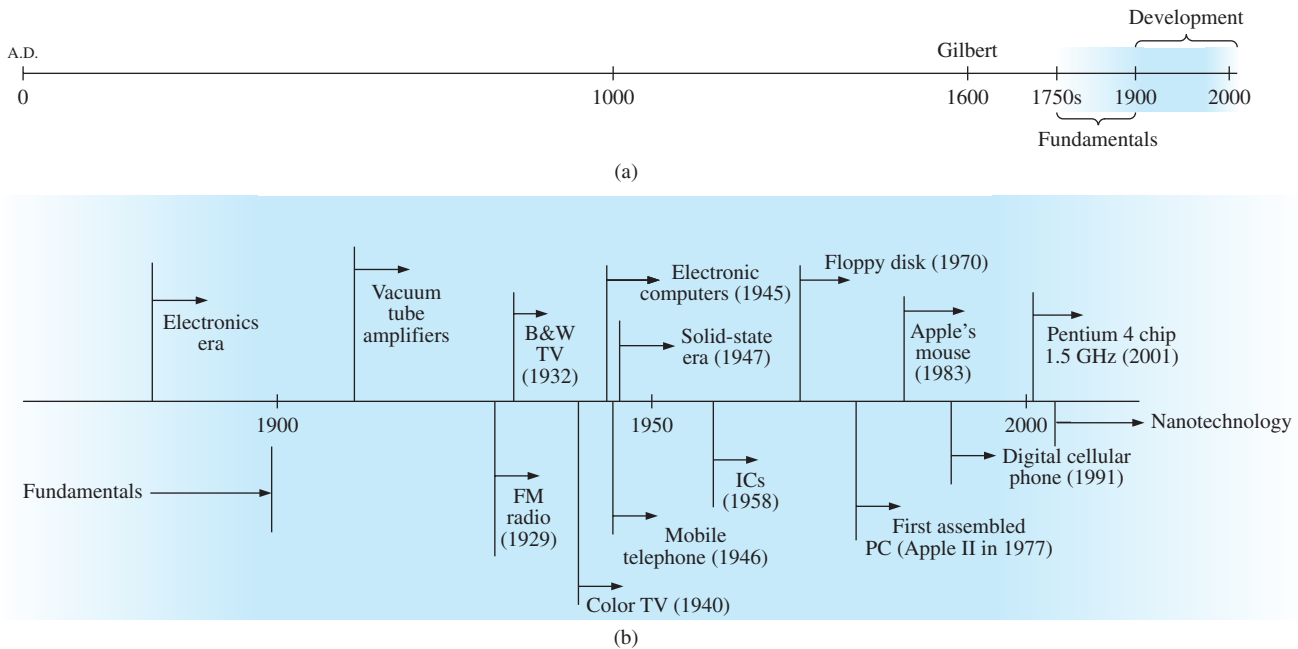 Development
A.D.
Gilbert
0
1000
1600
1750s
1900
2000
Fundamentals
(a)
Electronics
era
Vacuum
tube
amplifiers
B&W
TV
(1932)
Electronic
computers (1945)
Solid-state
era (1947)
Floppy disk (1970)
Apple's
mouse
(1983)
Pentium 4 chip
1.5 GHz (2001)
1900
1950
2000
Nanotechnology
Fundamentals
FM
radio
(1929)
Color TV (1940)
Mobile
telephone (1946)
ICs
(1958)
First assembled
PC (Apple II in 1977)
Digital cellular
phone (1991)
(b)